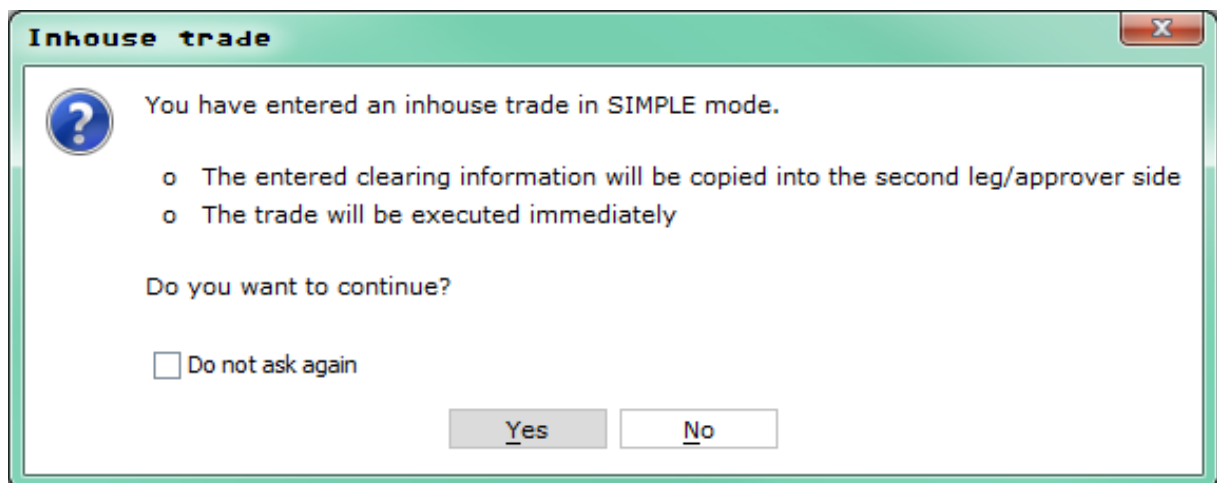 Inhouse trade
x
?
You have entered an inhouse trade in SIMPLE mode.
o The entered clearing information will be copied into the second leg/approver side
o The trade will be executed immediately
Do you want to continue?
Do not ask again
Yes No